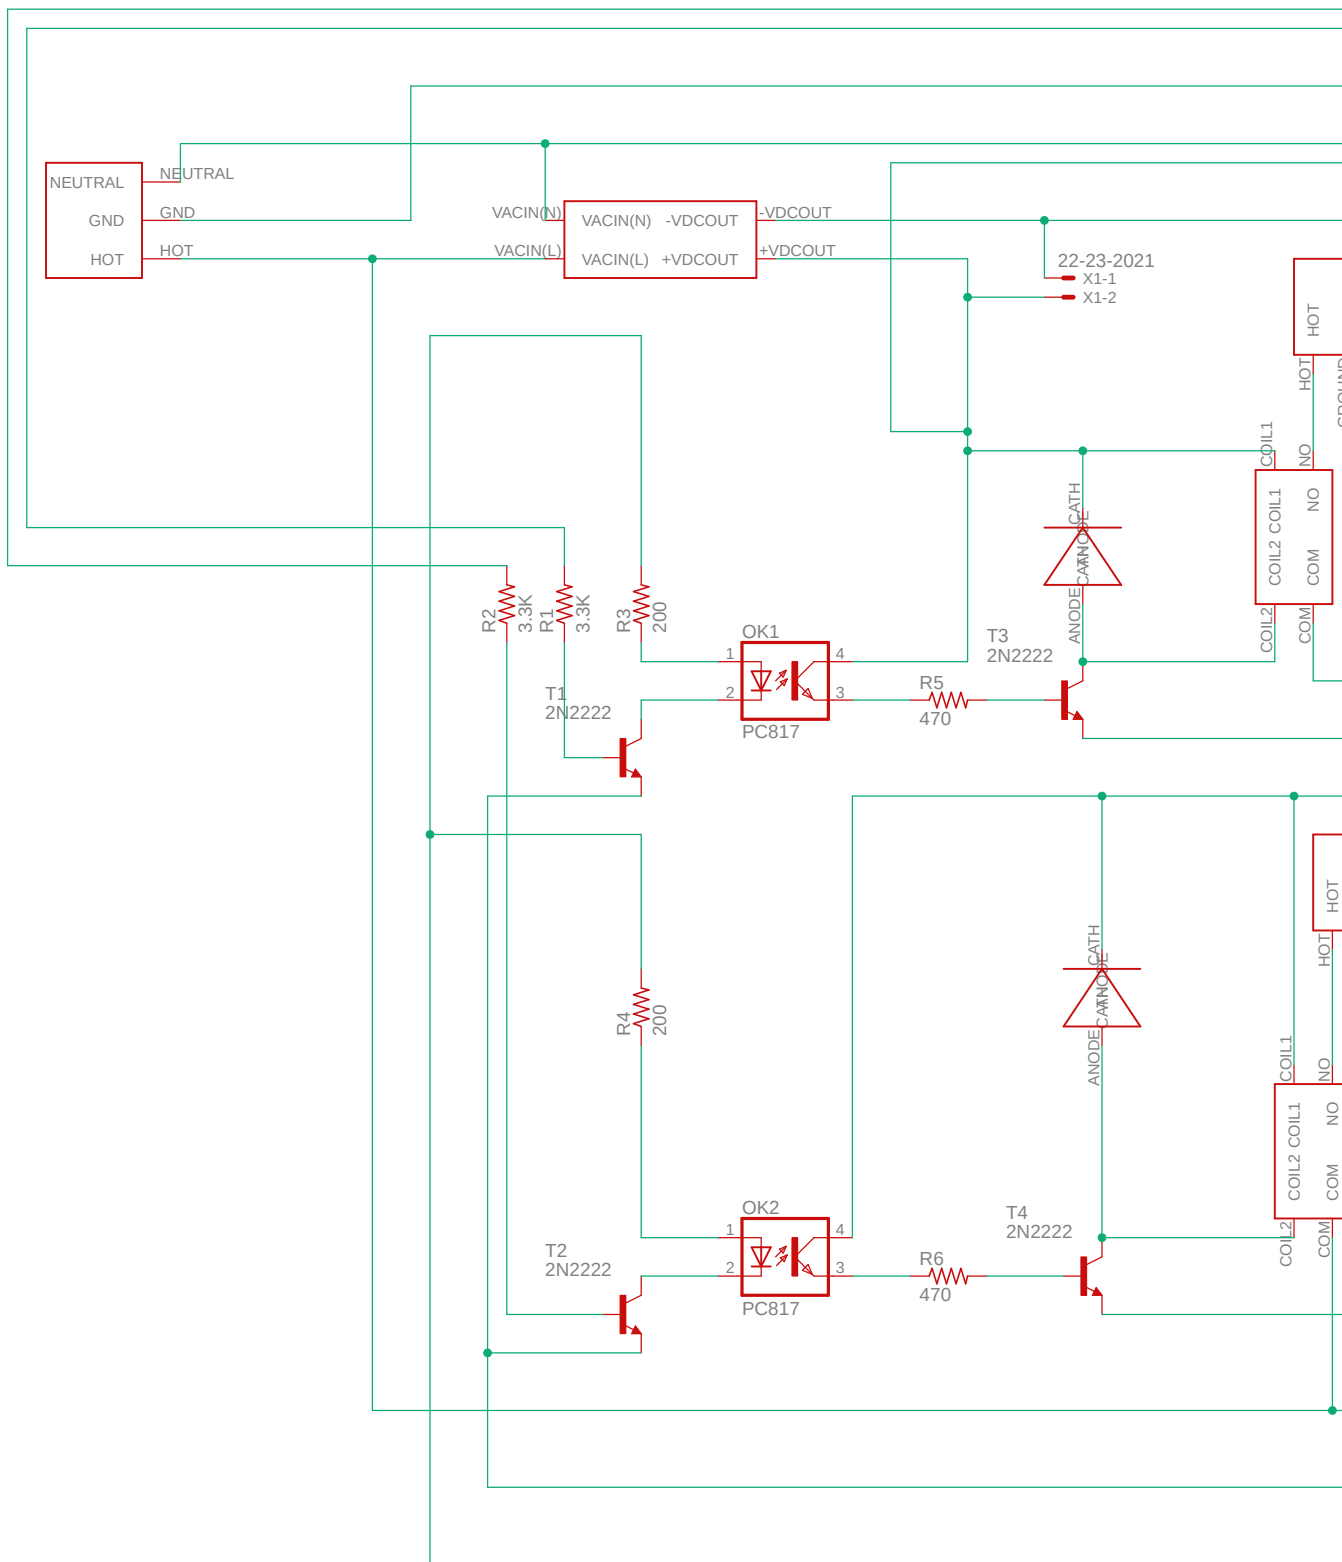 NEUTRAL
NEUTRAL
GND
GND
HOT
HOT
VACIN(N)
VACIN(N)
-VDCOUT
-VDCOUT
VACIN(L)
VACIN(L)
+VDCOUT
+VDCOUT
22-23-2021
X1-1
X1-2
HOT
HOT
COIL1
NO
COIL1
NO
COIL2
COM
COIL2
COM
CATH
ANODE
CATH
ANODE
R2
3.3K
R1
3.3K
R3
200
OK1
1
4
2
3
PC817
T1
2N2222
R5
470
T3
2N2222
HOT
HOT
CATH
ANODE
CATH
ANODE
R4
200
COIL1
NO
COIL1
NO
COIL2
COM
COIL2
COM
OK2
1
4
2
3
PC817
T2
2N2222
R6
470
T4
2N2222